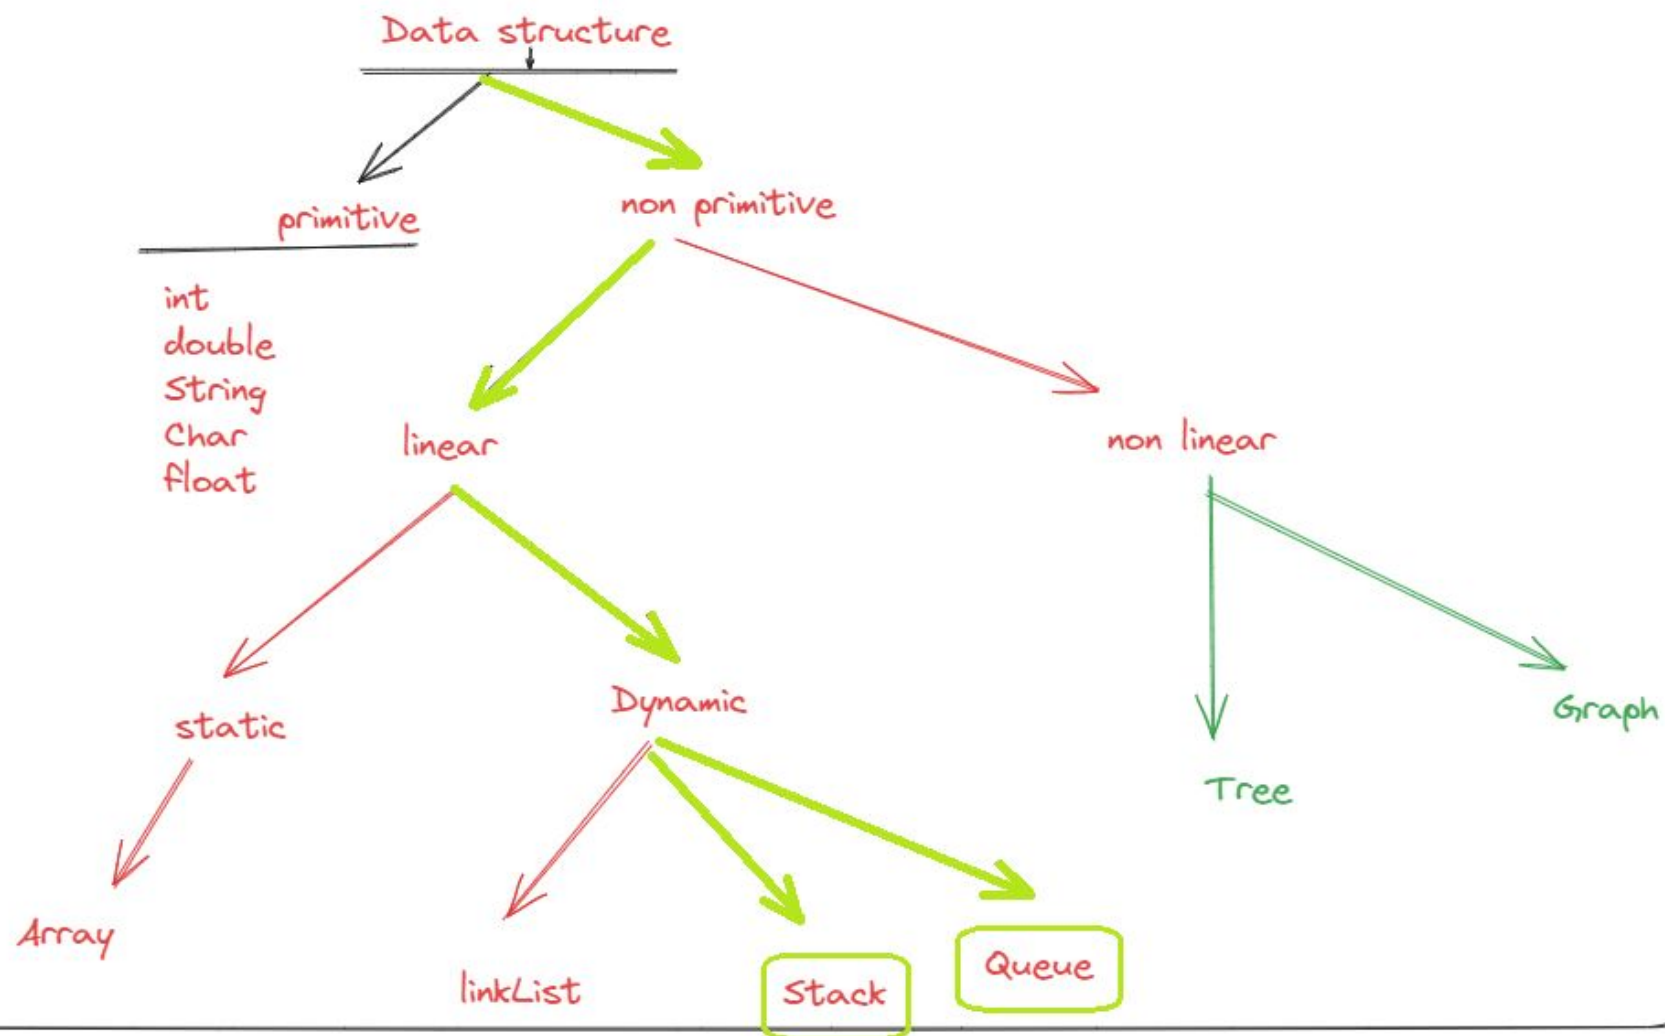 Data structure
primitive
non primitive
int
double
String
Char
float
linear
non linear
static
Dynamic
Graph
Tree
Array
linkList
Stack
Queue